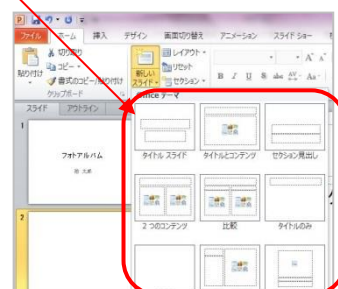 ファイル ホーム 挿入 デザイン 画面切り替え アニメーション スライド ショー
貼り付け
切り取り
コピー
書式のコピー/貼り付け
クリップボード
新しい
スライド
レイアウト
リセット
セクション
B I U S abc AV Aa
スライド アウトライン
Office テーマ
1
フォトアルバム
タイトル スライド タイトルとコンテンツ セクション見出し
2 つのコンテンツ 比較 タイトルのみ
2